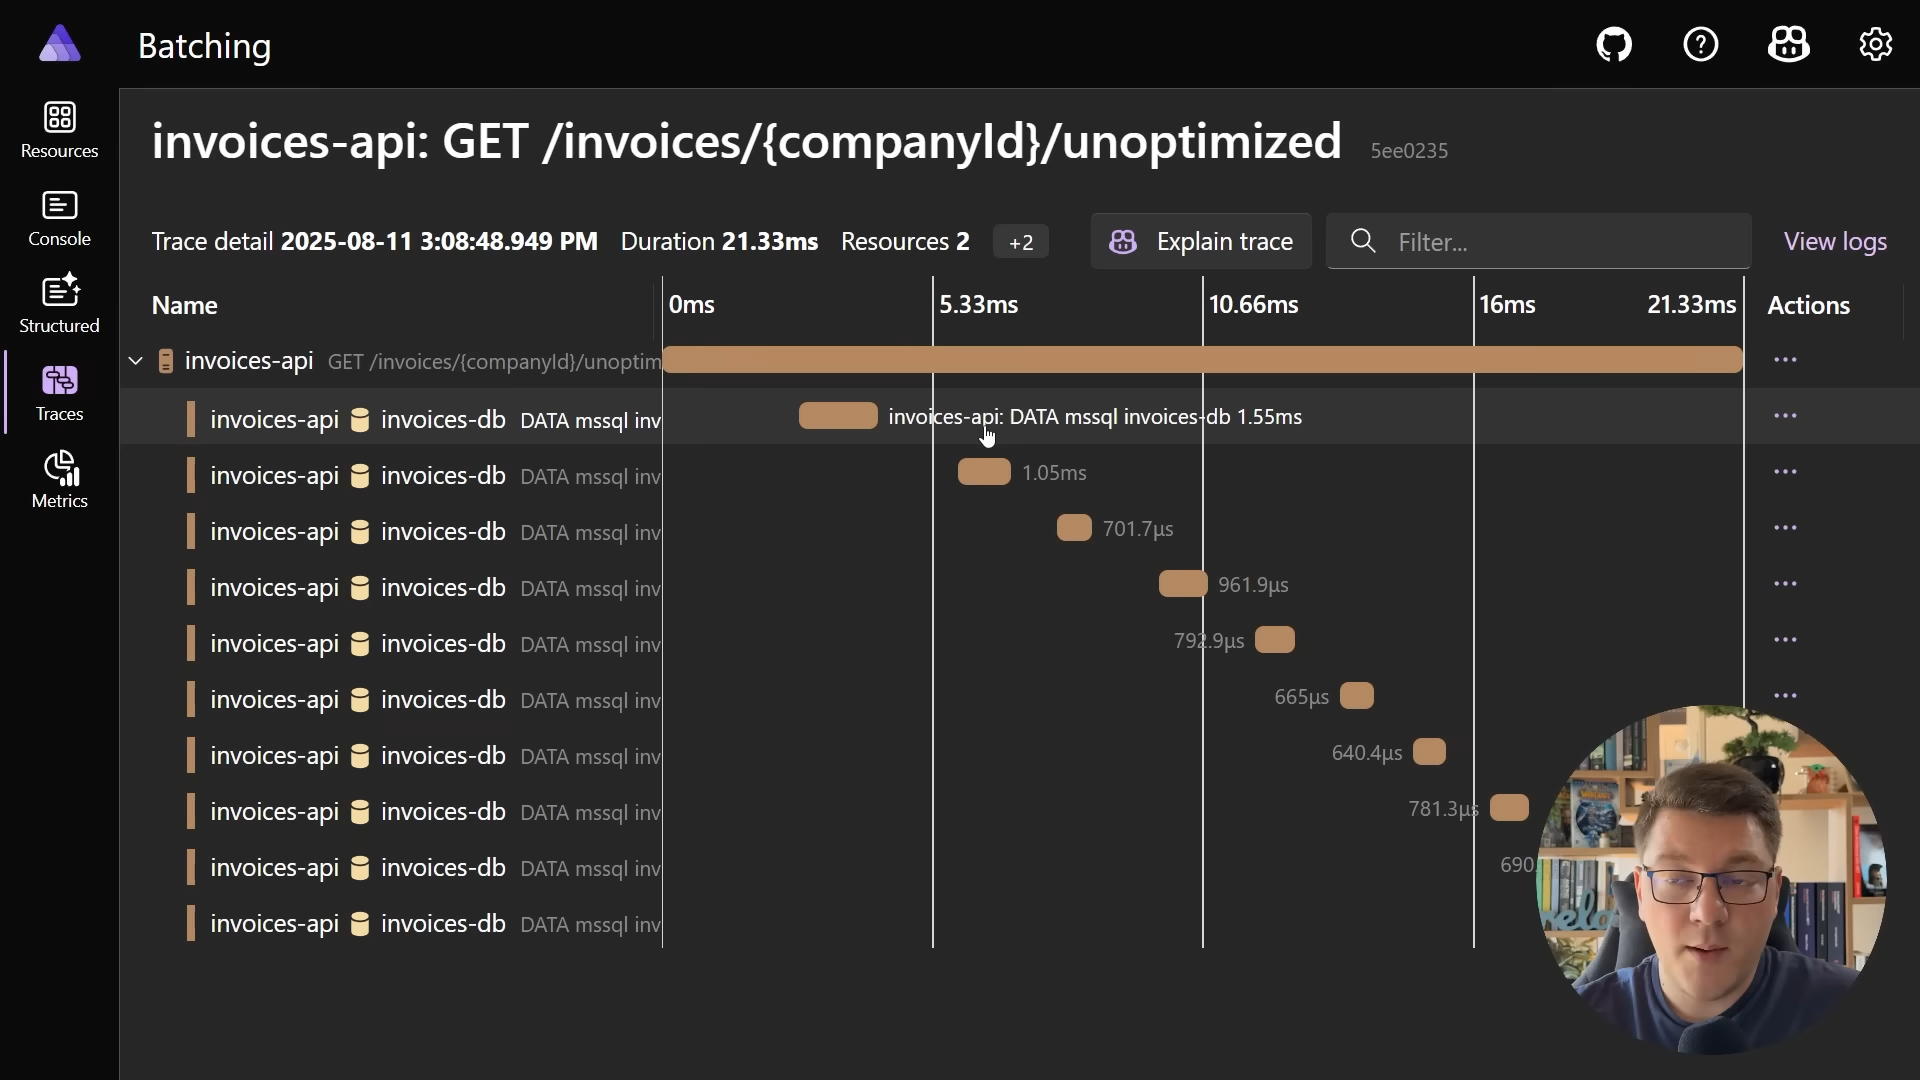 Batching
Resources
Console
Structured
Traces
Metrics
invoices-api: GET /invoices/{companyId}/unoptimized 5ee0235
Trace detail 2025-08-11 3:08:48.949 PM Duration 21.33ms Resources 2 +2 Explain trace Filter... View logs
Name 0ms 5.33ms 10.66ms 16ms 21.33ms Actions
invoices-api GET /invoices/{companyId}/unoptim
invoices-api invoices-db DATA mssql inv invoices-api: DATA mssql invoices-db 1.55ms
invoices-api invoices-db DATA mssql inv 1.05ms
invoices-api invoices-db DATA mssql inv 701.7µs
invoices-api invoices-db DATA mssql inv 961.9µs
invoices-api invoices-db DATA mssql inv 792.9µs
invoices-api invoices-db DATA mssql inv 665µs
invoices-api invoices-db DATA mssql inv 640.4µs
invoices-api invoices-db DATA mssql inv 781.3µs
invoices-api invoices-db DATA mssql inv 690.
invoices-api invoices-db DATA mssql inv